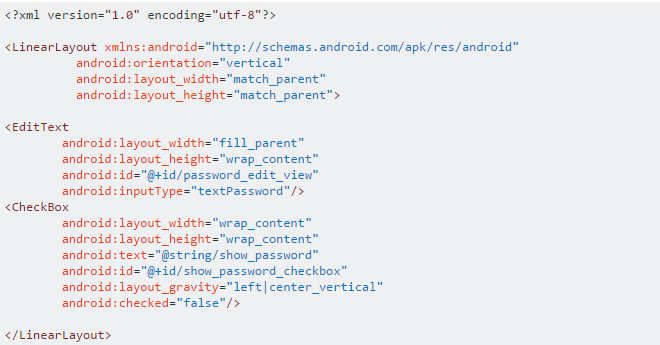 <?xml version="1.0" encoding="utf-8"?>
<LinearLayout xmlns:android="http://schemas.android.com/apk/res/android"
android:orientation="vertical"
android:layout_width="match_parent"
android:layout_height="match_parent">
<EditText
android:layout_width="fill_parent"
android:layout_height="wrap_content"
android:id="@+id/password_edit_view"
android:inputType="textPassword"/>
<CheckBox
android:layout_width="wrap_content"
android:layout_height="wrap_content"
android:text="@string/show_password"
android:id="@+id/show_password_checkbox"
android:layout_gravity="left|center_vertical"
android:checked="false"/>
</LinearLayout>